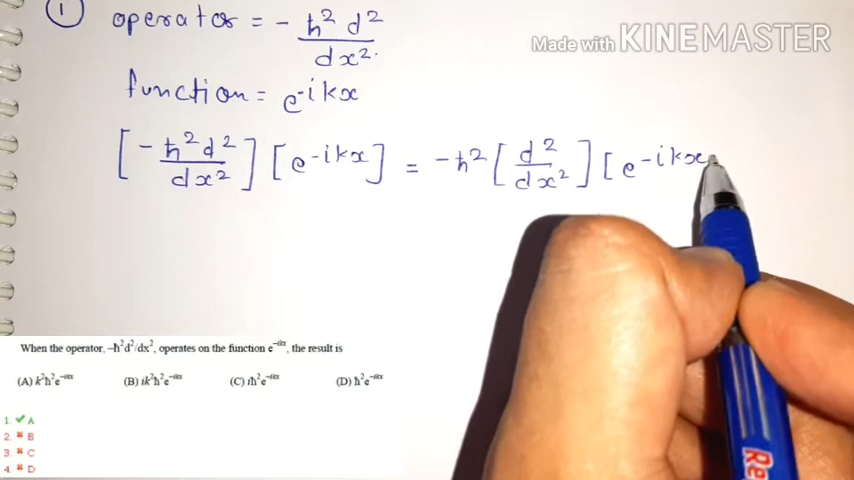 Made with KINEMASTER
1 operator = - ħ² d² / dx²
function = e^-ikx
[ - ħ² d² / dx² ] [ e^-ikx ] = - ħ² [ d² / dx² ] [ e^-ikx
When the operator, –ħ²d²/dx², operates on the function e^-ikx, the result is
(A) k²ħ²e^-ikx (B) ik²ħ²e^-ikx (C) iħ²e^-ikx (D) ħ²e^-ikx
1. ✔ A
2. ✖ B
3. ✖ C
4. ✖ D
Re